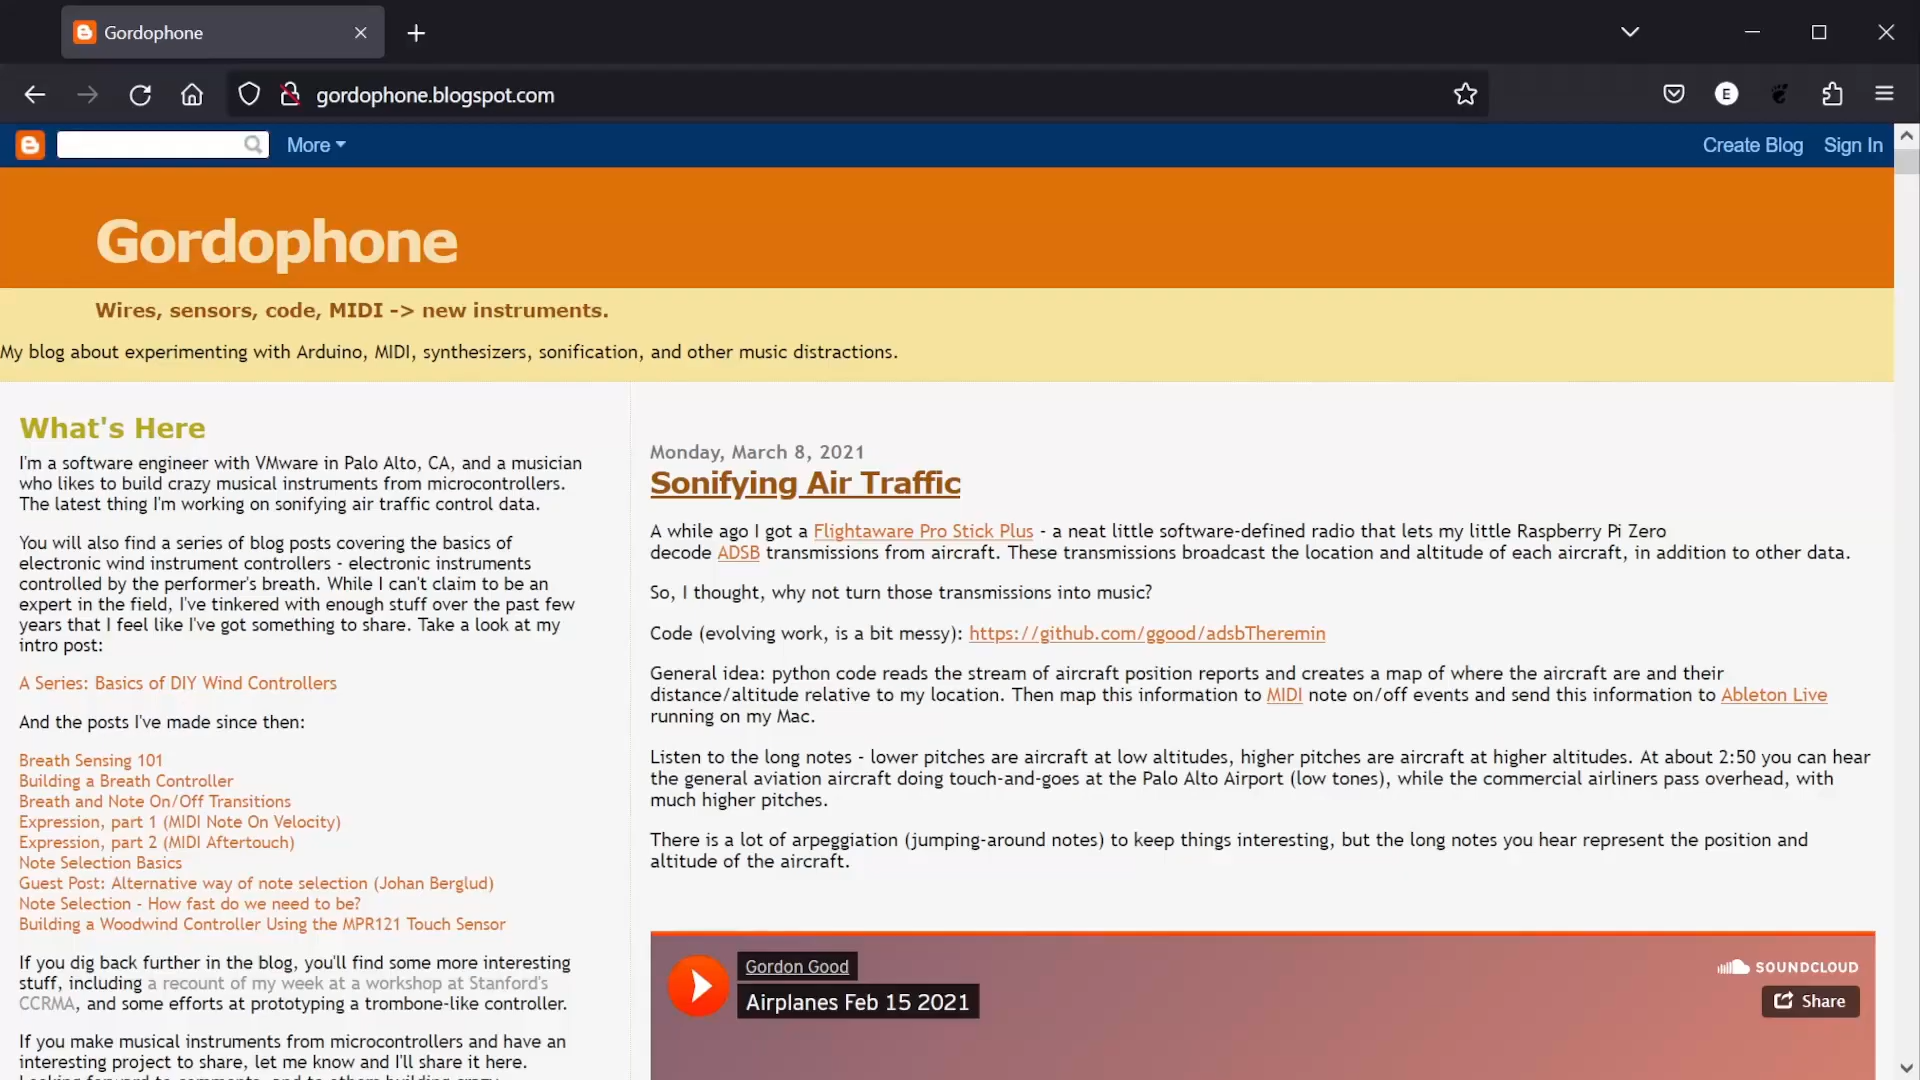 Gordophone
gordophone.blogspot.com
E
More
Create Blog
Sign In
Gordophone
Wires, sensors, code, MIDI -> new instruments.
My blog about experimenting with Arduino, MIDI, synthesizers, sonification, and other music distractions.
What's Here
I'm a software engineer with VMware in Palo Alto, CA, and a musician
who likes to build crazy musical instruments from microcontrollers.
The latest thing I'm working on sonifying air traffic control data.
You will also find a series of blog posts covering the basics of
electronic wind instrument controllers - electronic instruments
controlled by the performer's breath. While I can't claim to be an
expert in the field, I've tinkered with enough stuff over the past few
years that I feel like I've got something to share. Take a look at my
intro post:
A Series: Basics of DIY Wind Controllers
And the posts I've made since then:
Breath Sensing 101
Building a Breath Controller
Breath and Note On/Off Transitions
Expression, part 1 (MIDI Note On Velocity)
Expression, part 2 (MIDI Aftertouch)
Note Selection Basics
Guest Post: Alternative way of note selection (Johan Berglud)
Note Selection - How fast do we need to be?
Building a Woodwind Controller Using the MPR121 Touch Sensor
If you dig back further in the blog, you'll find some more interesting
stuff, including a recount of my week at a workshop at Stanford's
CCRMA, and some efforts at prototyping a trombone-like controller.
If you make musical instruments from microcontrollers and have an
interesting project to share, let me know and I'll share it here.
Monday, March 8, 2021
Sonifying Air Traffic
A while ago I got a Flightaware Pro Stick Plus - a neat little software-defined radio that lets my little Raspberry Pi Zero
decode ADSB transmissions from aircraft. These transmissions broadcast the location and altitude of each aircraft, in addition to other data.
So, I thought, why not turn those transmissions into music?
Code (evolving work, is a bit messy): https://github.com/ggood/adsbTheremin
General idea: python code reads the stream of aircraft position reports and creates a map of where the aircraft are and their
distance/altitude relative to my location. Then map this information to MIDI note on/off events and send this information to Ableton Live
running on my Mac.
Listen to the long notes - lower pitches are aircraft at low altitudes, higher pitches are aircraft at higher altitudes. At about 2:50 you can hear
the general aviation aircraft doing touch-and-goes at the Palo Alto Airport (low tones), while the commercial airliners pass overhead, with
much higher pitches.
There is a lot of arpeggiation (jumping-around notes) to keep things interesting, but the long notes you hear represent the position and
altitude of the aircraft.
Gordon Good
Airplanes Feb 15 2021
SOUNDCLOUD
Share